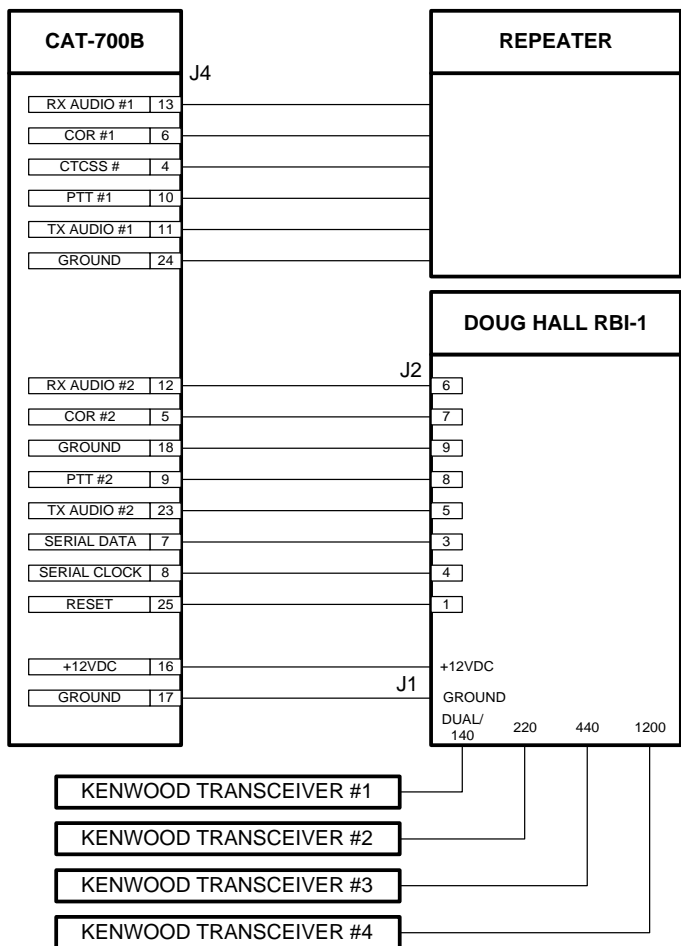 CAT-700B
REPEATER
J4
RX AUDIO #1 13
COR #1 6
CTCSS # 4
PTT #1 10
TX AUDIO #1 11
GROUND 24
DOUG HALL RBI-1
J2
RX AUDIO #2 12 6
COR #2 5 7
GROUND 18 9
PTT #2 9 8
TX AUDIO #2 23 5
SERIAL DATA 7 3
SERIAL CLOCK 8 4
RESET 25 1
+12VDC 16 +12VDC
J1
GROUND 17 GROUND
DUAL/
140
220
440
1200
KENWOOD TRANSCEIVER #1
KENWOOD TRANSCEIVER #2
KENWOOD TRANSCEIVER #3
KENWOOD TRANSCEIVER #4